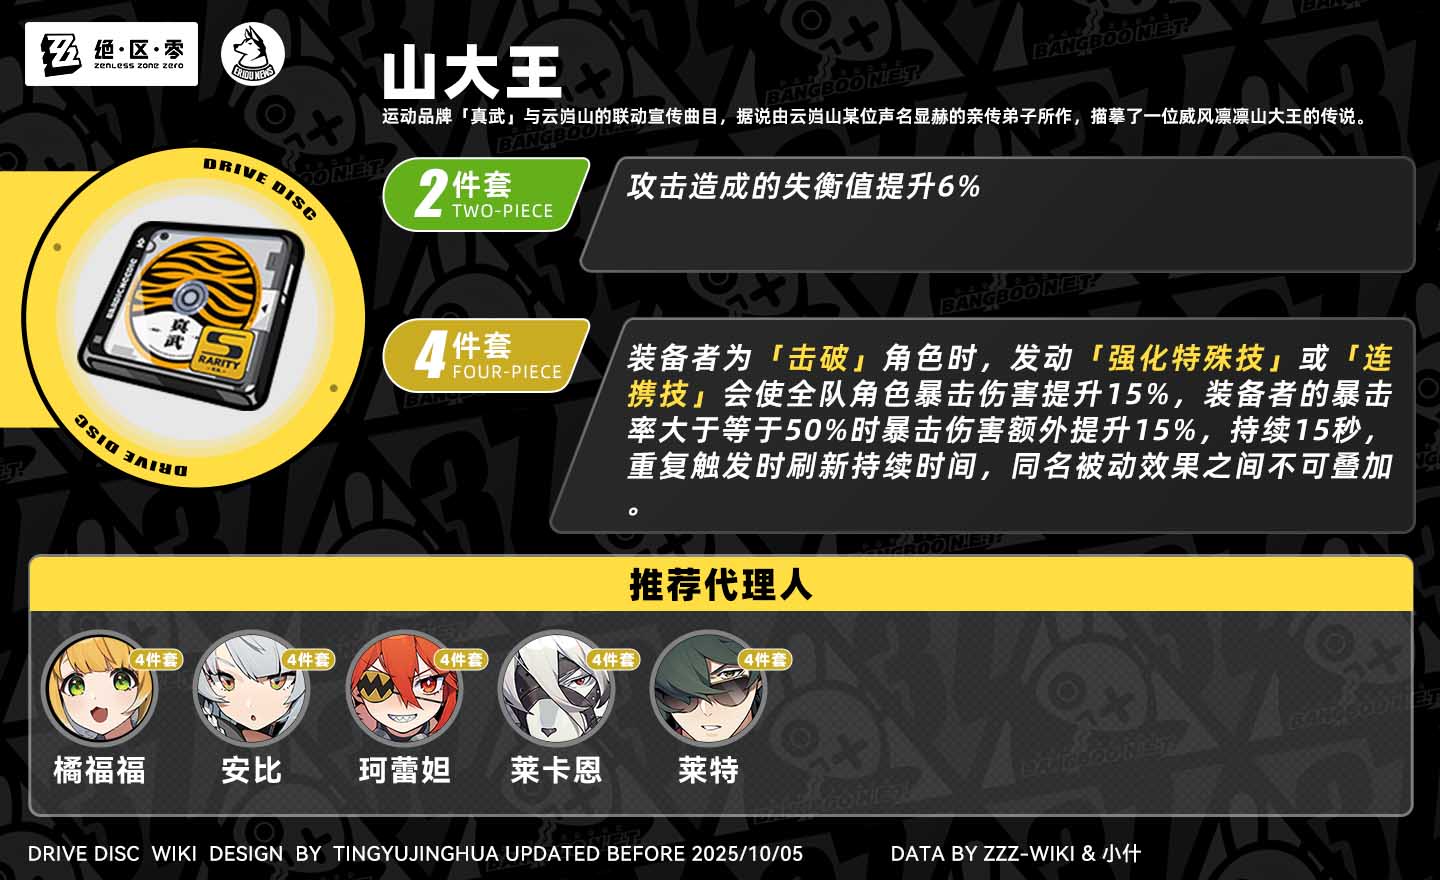 绝·区·零
ZENLESS ZONE ZERO
ERIDU NEWS
山大王
运动品牌「真武」与云岿山的联动宣传曲目，据说由云岿山某位声名显赫的亲传弟子所作，描摹了一位威风凛凛山大王的传说。
DRIVE DISC
真武
S
RARITY
DRIVE DISC
2件套
TWO-PIECE
攻击造成的失衡值提升6%
4件套
FOUR-PIECE
装备者为「击破」角色时，发动「强化特殊技」或「连
携技」会使全队角色暴击伤害提升15%，装备者的暴击
率大于等于50%时暴击伤害额外提升15%，持续15秒，
重复触发时刷新持续时间，同名被动效果之间不可叠加
。
推荐代理人
4件套
4件套
4件套
4件套
4件套
橘福福
安比
珂蕾妲
莱卡恩
莱特
DRIVE DISC WIKI DESIGN BY TINGYUJINGHUA UPDATED BEFORE 2025/10/05
DATA BY ZZZ-WIKI & 小什